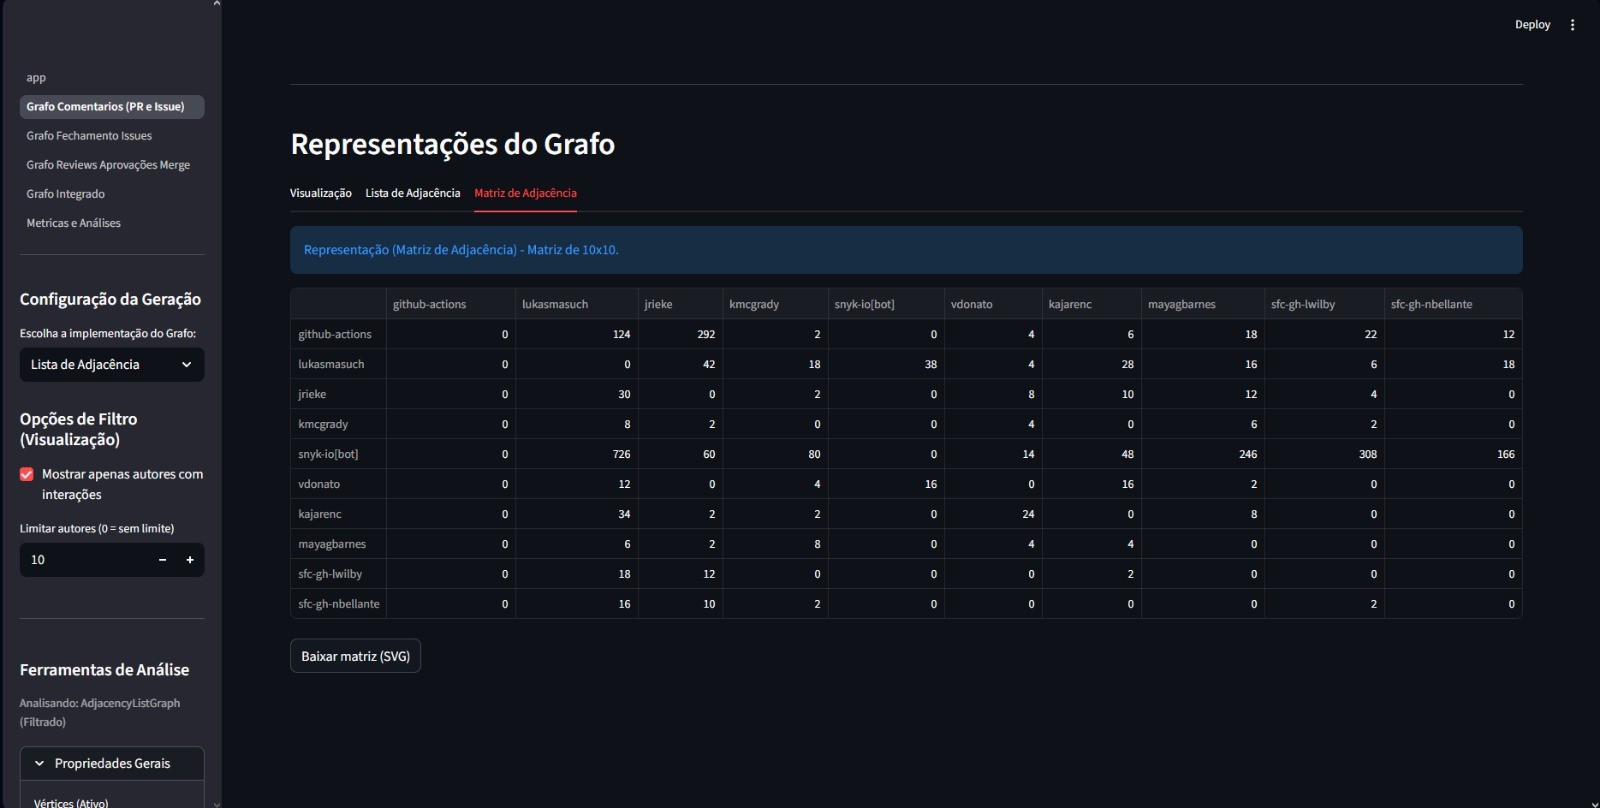 Deploy
app
Grafo Comentarios (PR e Issue)
Grafo Fechamento Issues
Grafo Reviews Aprovações Merge
Grafo Integrado
Metricas e Análises
Configuração da Geração
Escolha a implementação do Grafo:
Lista de Adjacência
Opções de Filtro
(Visualização)
Mostrar apenas autores com
interações
Limitar autores (0 = sem limite)
10 − +
Ferramentas de Análise
Analisando: AdjacencyListGraph
(Filtrado)
Propriedades Gerais
Vértices (Ativo)
Representações do Grafo
Visualização Lista de Adjacência Matriz de Adjacência
Representação (Matriz de Adjacência) - Matriz de 10x10.
github-actions lukasmasuch jrieke kmcgrady snyk-io[bot] vdonato kajarenc mayagbarnes sfc-gh-lwilby sfc-gh-nbellante
github-actions 0 124 292 2 0 4 6 18 22 12
lukasmasuch 0 0 42 18 38 4 28 16 6 18
jrieke 0 30 0 2 0 8 10 12 4 0
kmcgrady 0 8 2 0 0 4 0 6 2 0
snyk-io[bot] 0 726 60 80 0 14 48 246 308 166
vdonato 0 12 0 4 16 0 16 2 0 0
kajarenc 0 34 2 2 0 24 0 8 0 0
mayagbarnes 0 6 2 8 0 4 4 0 0 0
sfc-gh-lwilby 0 18 12 0 0 0 2 0 0 0
sfc-gh-nbellante 0 16 10 2 0 0 0 0 2 0
Baixar matriz (SVG)